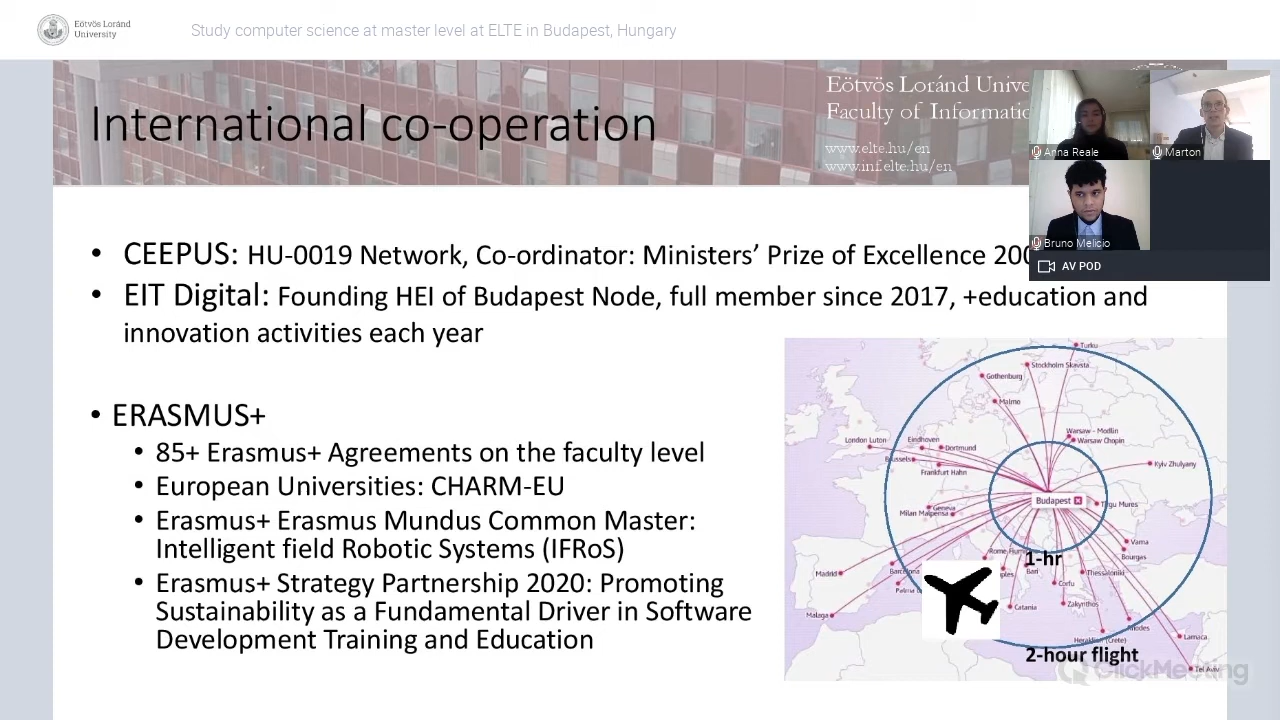 Eötvös Loránd
University
Study computer science at master level at ELTE in Budapest, Hungary
International co-operation
Eötvös Loránd Unive
Faculty of Informatic
www.elte.hu/en
www.inf.elte.hu/en
Anna Reale
Marton
Bruno Melicio
AV POD
• CEEPUS: HU-0019 Network, Co-ordinator: Ministers’ Prize of Excellence 200
• EIT Digital: Founding HEI of Budapest Node, full member since 2017, +education and
innovation activities each year
• ERASMUS+
• 85+ Erasmus+ Agreements on the faculty level
• European Universities: CHARM-EU
• Erasmus+ Erasmus Mundus Common Master:
Intelligent field Robotic Systems (IFRoS)
• Erasmus+ Strategy Partnership 2020: Promoting
Sustainability as a Fundamental Driver in Software
Development Training and Education
Turku
Stockholm Skavsta
Gothenburg
Malmo
Warsaw - Modlin
Warsaw Chopin
London Luton
Eindhoven
Dortmund
Brussels
Frankfurt Hahn
Kyiv Zhulyany
Budapest
Geneva
Milan Malpensa
Varna
Bourgas
1-hr
Bari
Thessaloniki
Madrid
Barcelona
Corfu
Catania
Zakynthos
Malaga
Rhodes
Heraklion (Crete)
Larnaca
2-hour flight
Tel Aviv
ClickMeeting